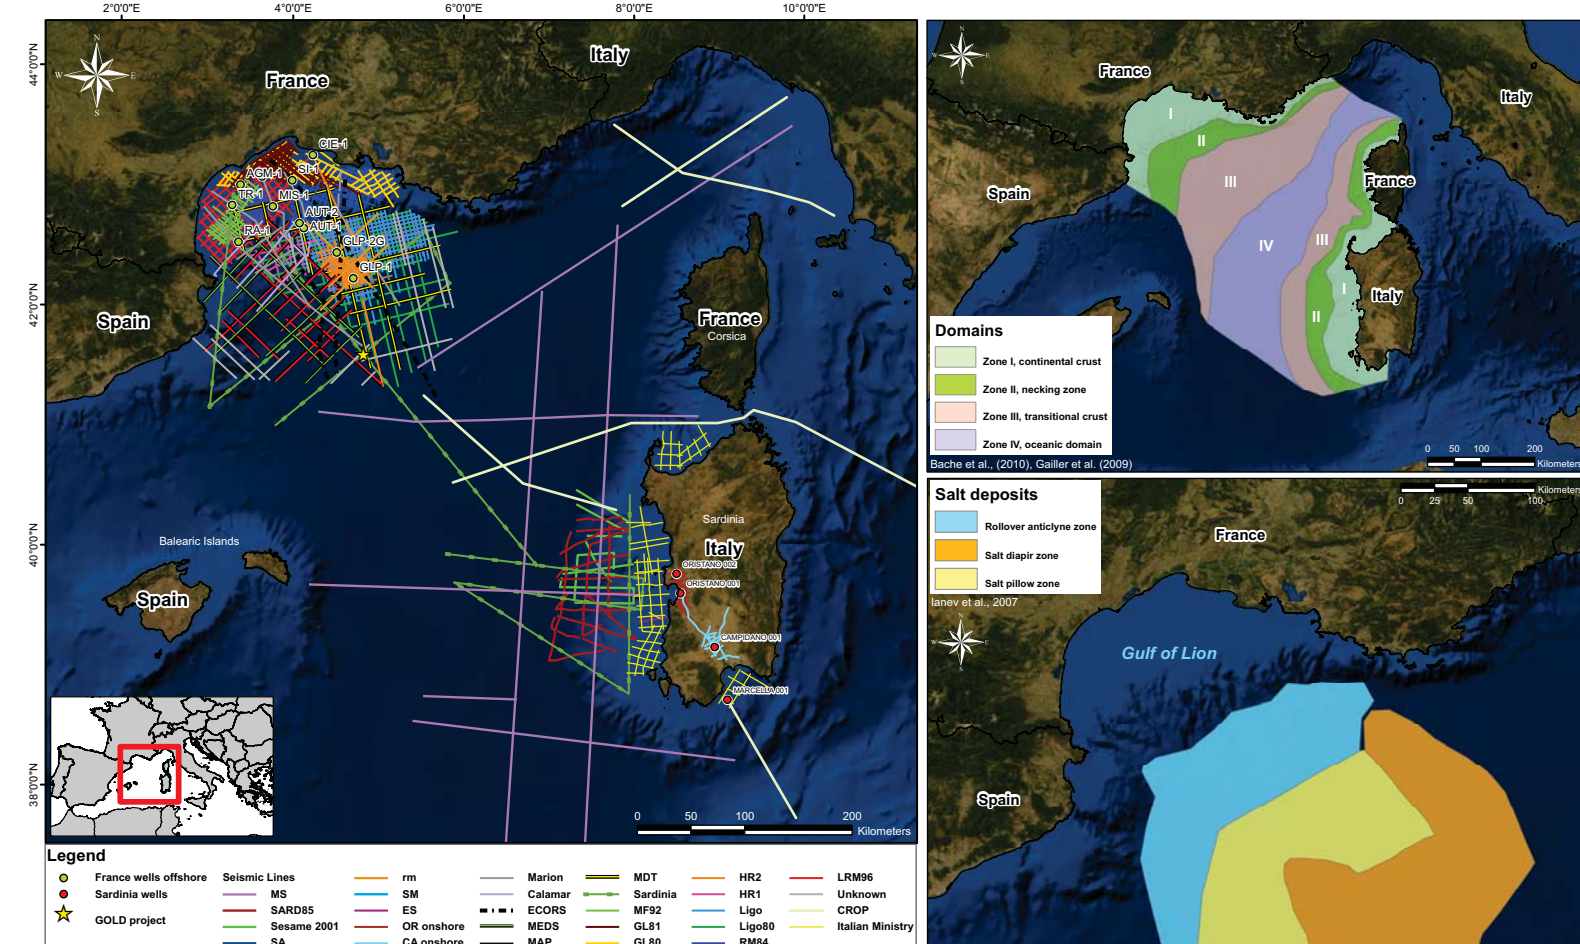 2°0'0"N
4°0'0"N
6°0'0"N
8°0'0"N
10°0'0"N
44°0'0"N
42°0'0"N
40°0'0"N
38°0'0"N
N
W
E
S
France
Italy
CIE-1
AGM-1
SI-1
TR-1
MIS-1
AUT-2
AUT-1
RA-1
GLP-2G
GLP-1
Spain
France
Corsica
Sardinia
Italy
Balearic Islands
Spain
ORISTANO 002
ORISTANO 001
CAMPIDANO 001
MARCELLA 001
0 50 100 200
Kilometers
Legend
France wells offshore
Sardinia wells
GOLD project
Seismic Lines
MS
SARD85
Sesame 2001
SA
rm
SM
ES
OR onshore
CA onshore
Marion
Calamar
ECORS
MEDS
MAP
MDT
Sardinia
MF92
GL81
GL80
HR2
HR1
Ligo
Ligo80
RM84
LRM96
Unknown
CROP
Italian Ministry
N
W
E
S
France
Italy
Spain
France
Italy
I
II
III
IV
III
I
II
Domains
Zone I, continental crust
Zone II, necking zone
Zone III, transitional crust
Zone IV, oceanic domain
Bache et al., (2010), Gailler et al. (2009)
0 50 100 200
Kilometers
Salt deposits
Rollover anticlyne zone
Salt diapir zone
Salt pillow zone
Ianev et al., 2007
0 25 50 100
Kilometers
N
W
E
S
France
Gulf of Lion
Spain